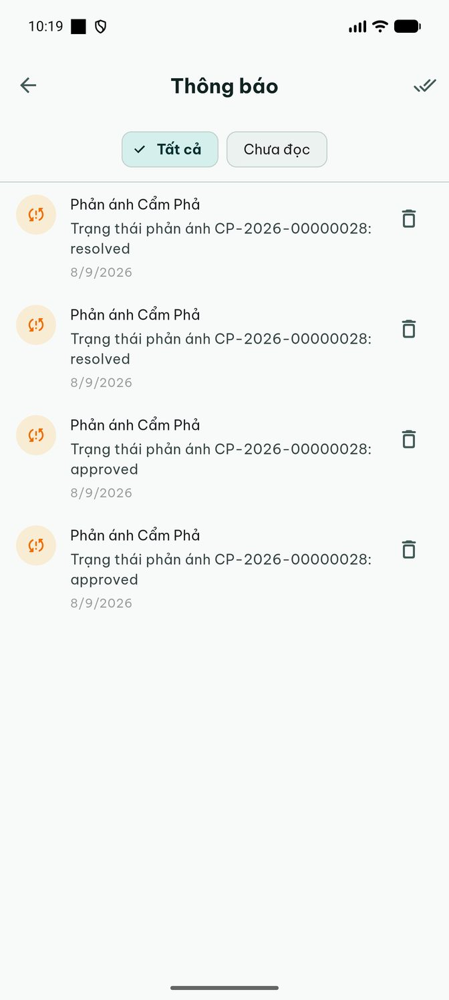 10:19
Thông báo
Tất cả
Chưa đọc
Phản ánh Cẩm Phả
Trạng thái phản ánh CP-2026-00000028:
resolved
8/9/2026
Phản ánh Cẩm Phả
Trạng thái phản ánh CP-2026-00000028:
resolved
8/9/2026
Phản ánh Cẩm Phả
Trạng thái phản ánh CP-2026-00000028:
approved
8/9/2026
Phản ánh Cẩm Phả
Trạng thái phản ánh CP-2026-00000028:
approved
8/9/2026